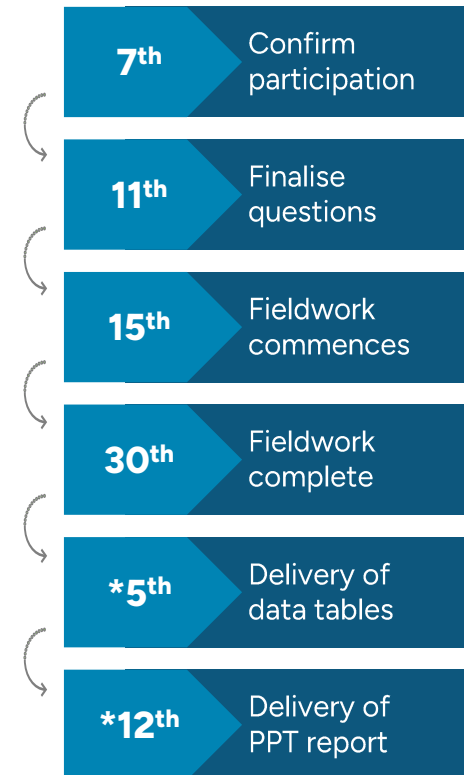 7th
Confirm
participation
11th
Finalise
questions
15th
Fieldwork
commences
30th
Fieldwork
complete
*5th
Delivery of
data tables
*12th
Delivery of
PPT report